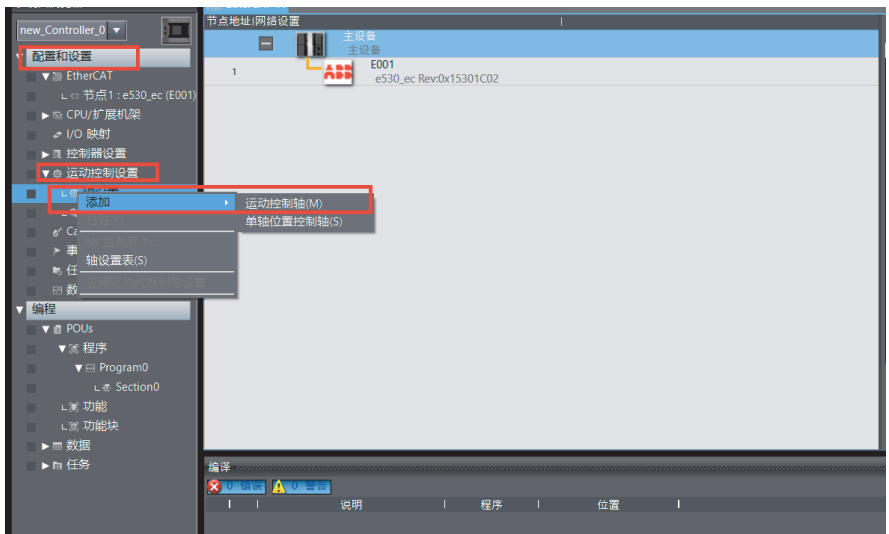 new_Controller_0
配置和设置
EtherCAT
节点1 : e530_ec (E001)
CPU/扩展机架
I/O 映射
控制器设置
运动控制设置
添加
运动控制轴(M)
单轴位置控制轴(S)
轴设置表(S)
编程
POUs
程序
Program0
Section0
功能
功能块
数据
任务
节点地址|网络设置
主设备
主设备
1
ABB
E001
e530_ec Rev:0x15301C02
编译
0 错误
0 警告
说明
程序
位置